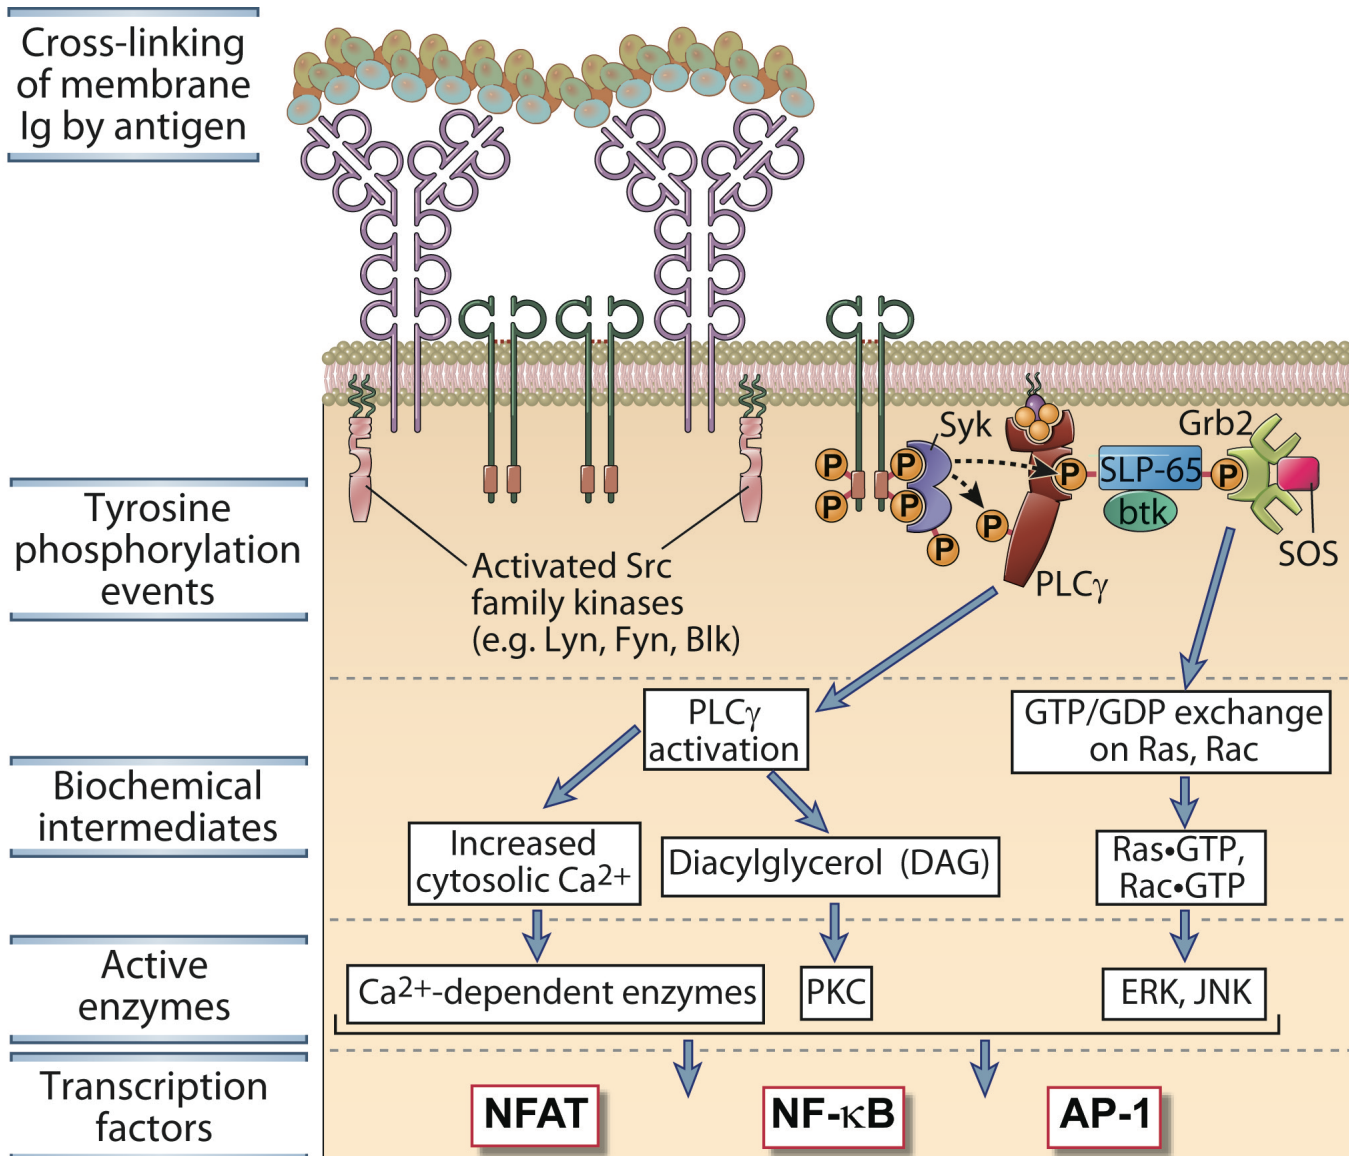 Cross-linking
of membrane
Ig by antigen
Syk
Grb2
P
P
P
SLP-65
P
P
P
P
btk
P
SOS
Tyrosine
phosphorylation
events
Activated Src
family kinases
(e.g. Lyn, Fyn, Blk)
PLCγ
PLCγ
activation
GTP/GDP exchange
on Ras, Rac
Biochemical
intermediates
Increased
cytosolic Ca2+
Diacylglycerol (DAG)
Ras•GTP,
Rac•GTP
Active
enzymes
Ca2+-dependent enzymes
PKC
ERK, JNK
Transcription
factors
NFAT
NF-κB
AP-1